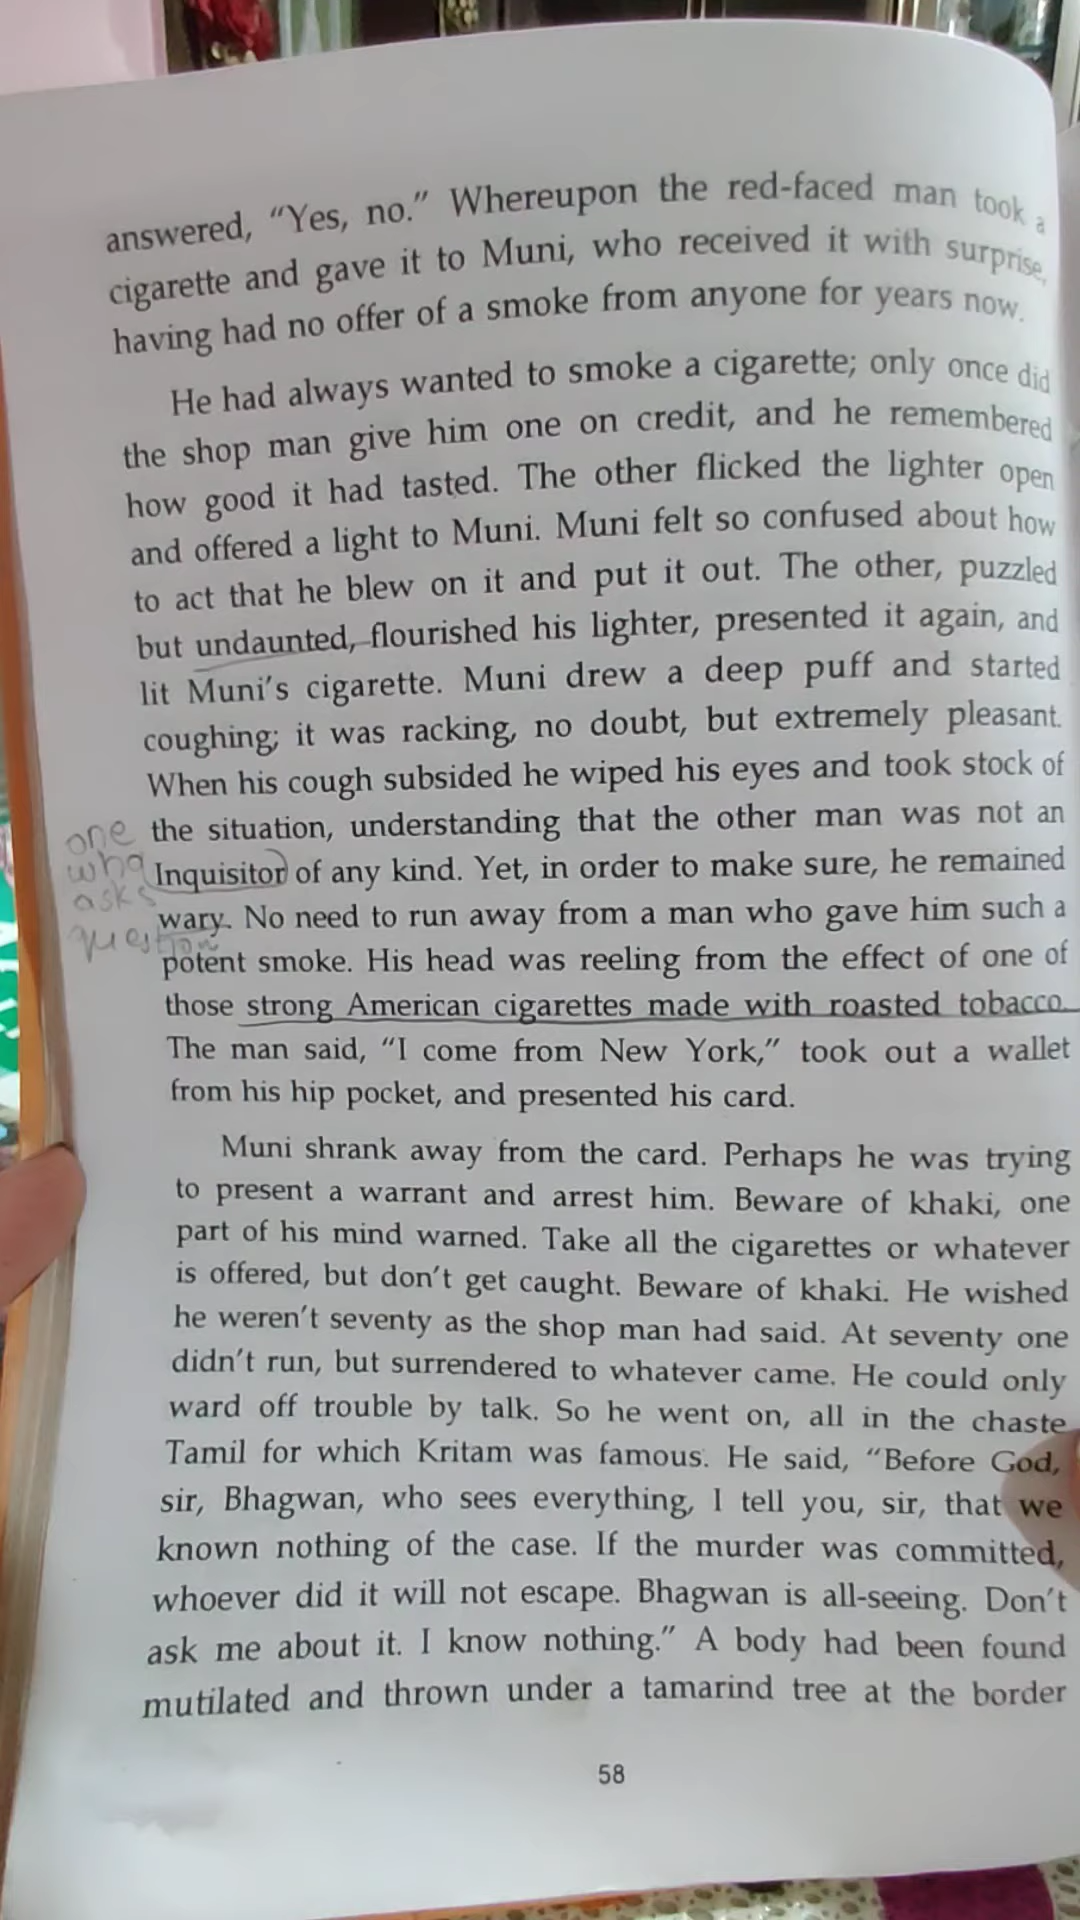 answered, "Yes, no." Whereupon the red-faced man took a
cigarette and gave it to Muni, who received it with surprise,
having had no offer of a smoke from anyone for years now.
He had always wanted to smoke a cigarette; only once did
the shop man give him one on credit, and he remembered
how good it had tasted. The other flicked the lighter open
and offered a light to Muni. Muni felt so confused about how
to act that he blew on it and put it out. The other, puzzled
but undaunted, flourished his lighter, presented it again, and
lit Muni's cigarette. Muni drew a deep puff and started
coughing; it was racking, no doubt, but extremely pleasant.
When his cough subsided he wiped his eyes and took stock of
the situation, understanding that the other man was not an
Inquisitor of any kind. Yet, in order to make sure, he remained
wary. No need to run away from a man who gave him such a
potent smoke. His head was reeling from the effect of one of
those strong American cigarettes made with roasted tobacco.
The man said, "I come from New York," took out a wallet
from his hip pocket, and presented his card.
one
who
asks
question
Muni shrank away from the card. Perhaps he was trying
to present a warrant and arrest him. Beware of khaki, one
part of his mind warned. Take all the cigarettes or whatever
is offered, but don't get caught. Beware of khaki. He wished
he weren't seventy as the shop man had said. At seventy one
didn't run, but surrendered to whatever came. He could only
ward off trouble by talk. So he went on, all in the chaste
Tamil for which Kritam was famous. He said, "Before God,
sir, Bhagwan, who sees everything, I tell you, sir, that we
known nothing of the case. If the murder was committed,
whoever did it will not escape. Bhagwan is all-seeing. Don't
ask me about it. I know nothing." A body had been found
mutilated and thrown under a tamarind tree at the border
58